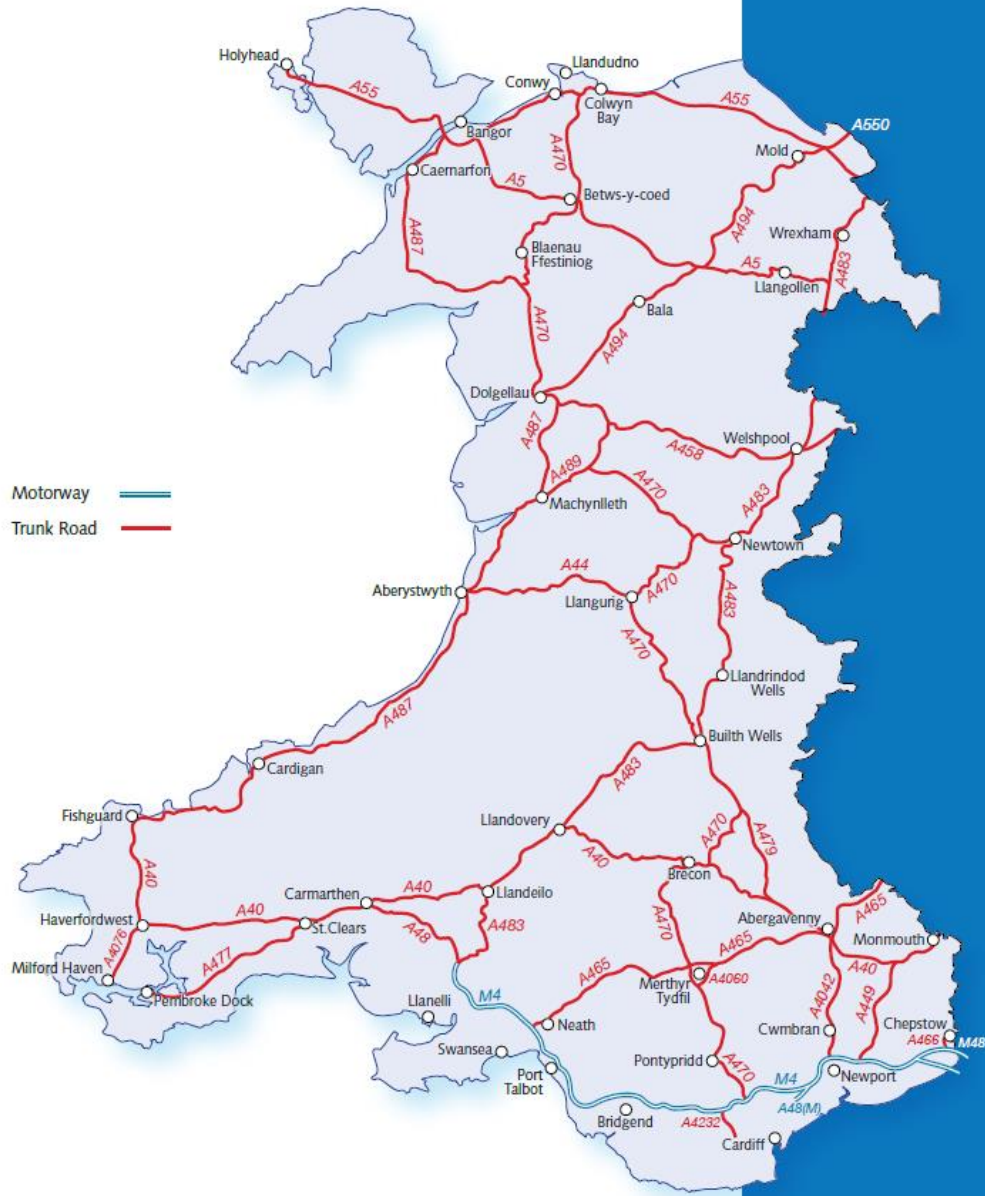 Holyhead
Llandudno
Conwy
A55
Colwyn
Bay
A55
A550
Bangor
Mold
A470
Caernarfon
A5
Betws-y-coed
A494
A487
Wrexham
Blaenau
Ffestiniog
A5
A483
Llangollen
Bala
A470
A494
Dolgellau
A487
Welshpool
A458
A489
A470
A483
Motorway
Machynlleth
Trunk Road
Newtown
A44
Aberystwyth
Llangurig
A470
A483
A470
Llandrindod
Wells
A487
Builth Wells
Cardigan
A483
Fishguard
Llandovery
A470
A479
A40
A40
Brecon
Carmarthen
A40
Llandeilo
A465
Haverfordwest
A40
St.Clears
A48
A483
A470
Abergavenny
Monmouth
A4076
A477
A465
A465
A40
Milford Haven
Pembroke Dock
Merthyr
Tydfil
A4060
A4042
A449
M4
Llanelli
Neath
Cwmbran
Chepstow
A466
M48
Swansea
Pontypridd
A470
M4
Newport
Port
Talbot
A48(M)
Bridgend
A4232
Cardiff